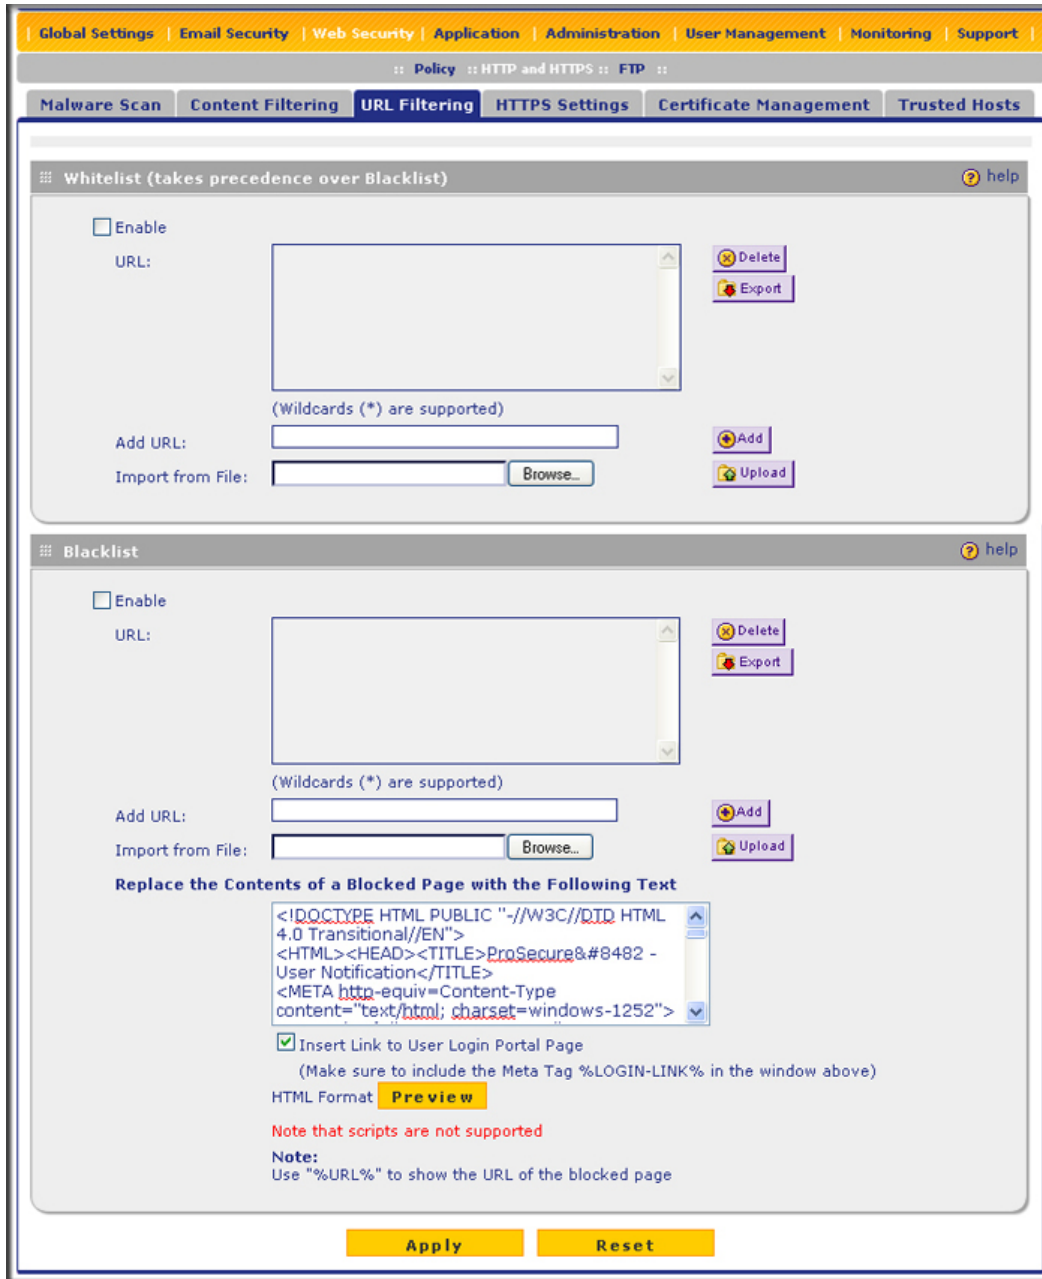 | Global Settings | Email Security | Web Security | Application | Administration | User Management | Monitoring | Support |
:: Policy :: HTTP and HTTPS :: FTP ::
Malware Scan Content Filtering URL Filtering HTTPS Settings Certificate Management Trusted Hosts
Whitelist (takes precedence over Blacklist) help
Enable
URL: Delete
Export
(Wildcards (*) are supported)
Add URL: Add
Import from File: Browse... Upload
Blacklist help
Enable
URL: Delete
Export
(Wildcards (*) are supported)
Add URL: Add
Import from File: Browse... Upload
Replace the Contents of a Blocked Page with the Following Text
<!DOCTYPE HTML PUBLIC "-//W3C//DTD HTML
4.0 Transitional//EN">
<HTML><HEAD><TITLE>ProSecure&#8482 -
User Notification</TITLE>
<META http-equiv=Content-Type
content="text/html; charset=windows-1252">
Insert Link to User Login Portal Page
(Make sure to include the Meta Tag %LOGIN-LINK% in the window above)
HTML Format Preview
Note that scripts are not supported
Note:
Use "%URL%" to show the URL of the blocked page
Apply Reset